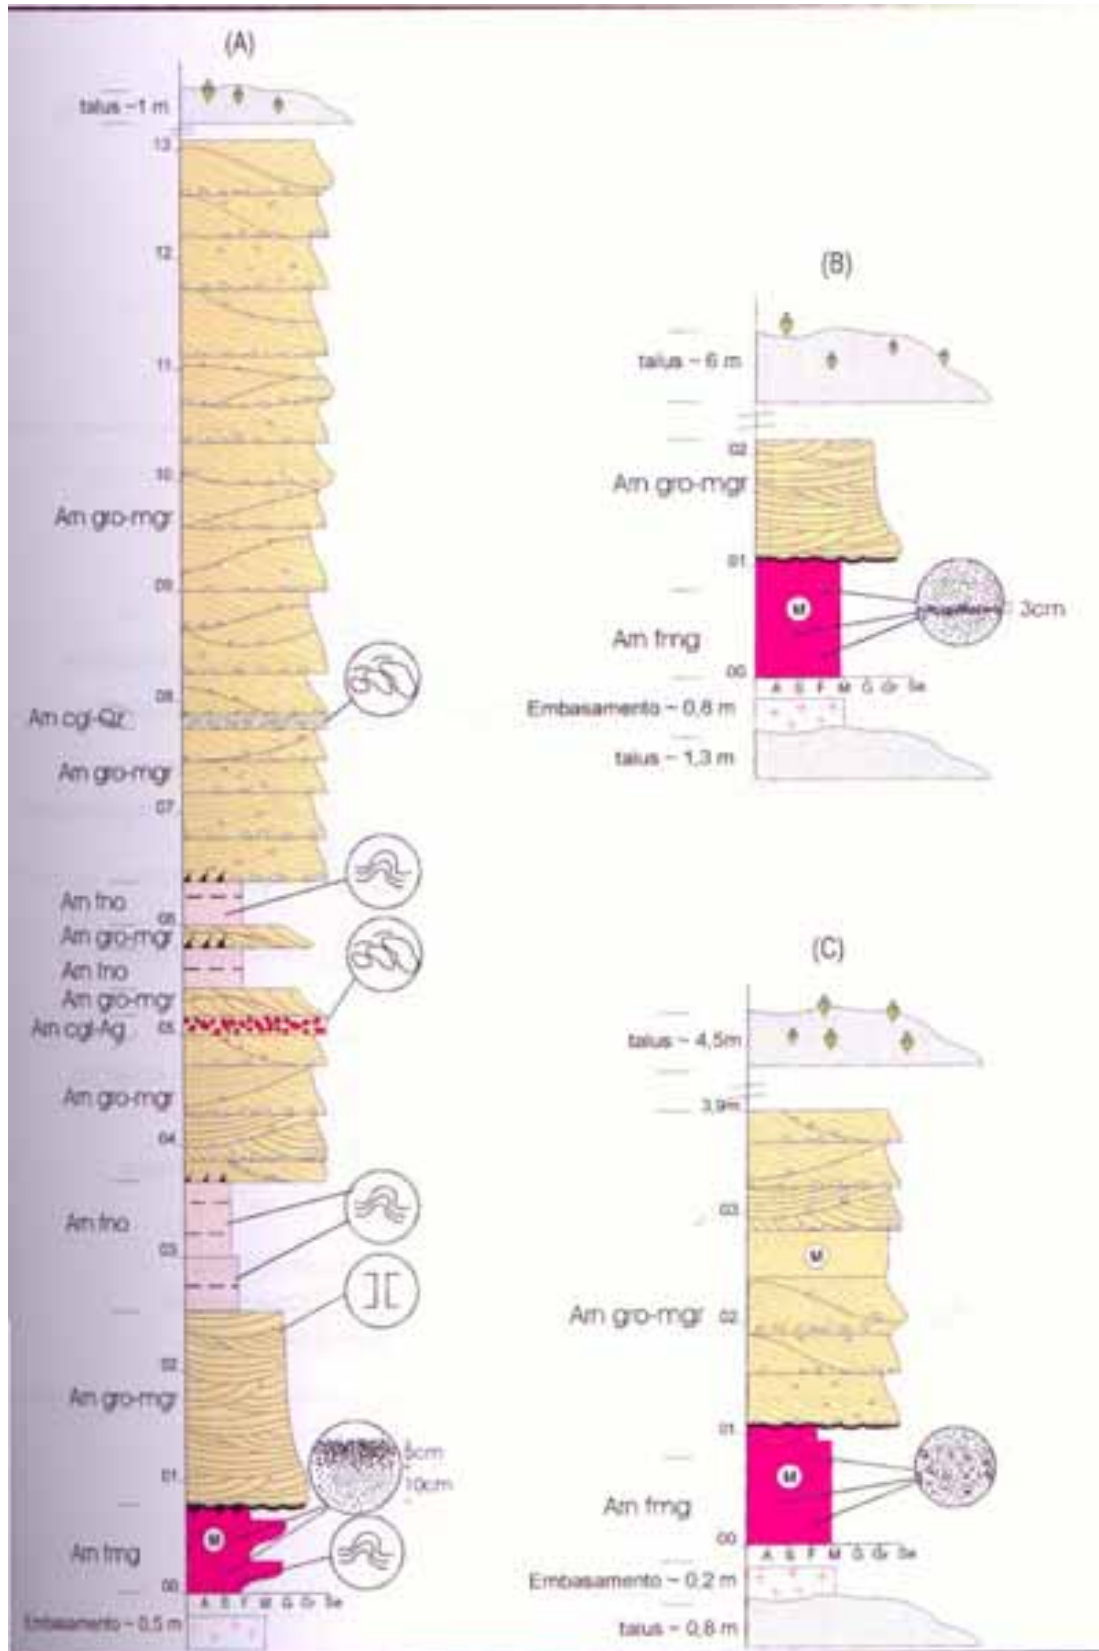 (A)
talus ~1 m
13
12
11
10
Arn gro-mgr
09
08
Arn cgl-Qz
Arn gro-mgr
07
Arn fno
06
Arn gro-mgr
Arn fno
Arn gro-mgr
Arn cgl-Ag
05
Arn gro-mgr
04
Arn fno
03
02
Arn gro-mgr
01
5cm
10cm
M
Arn fmg
00
A S F M G Gr Se
Embasamento ~ 0,5 m
(B)
talus ~ 6 m
02
Arn gro-mgr
01
M
3cm
Arn fmg
00
A S F M G Gr Se
Embasamento ~ 0,8 m
talus ~ 1,3 m
(C)
talus ~ 4,5m
3,9m
03
M
Arn gro-mgr
02
01
M
Arn fmg
00
A S F M G Gr Se
Embasamento ~ 0,2 m
talus ~ 0,8 m